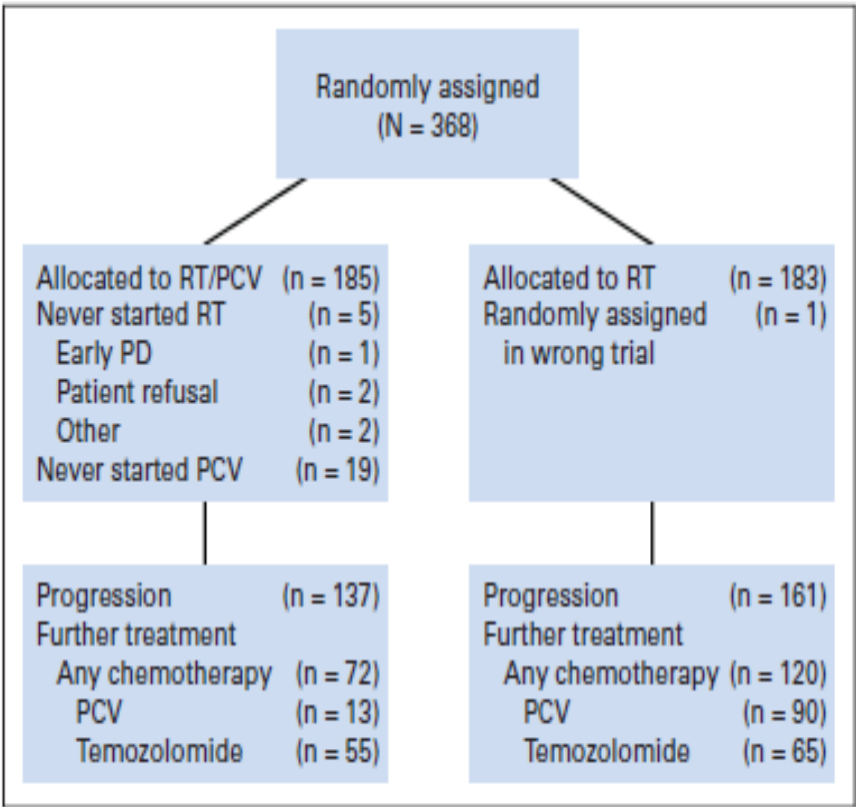 Randomly assigned
(N = 368)
Allocated to RT/PCV (n = 185)
Never started RT (n = 5)
Early PD (n = 1)
Patient refusal (n = 2)
Other (n = 2)
Never started PCV (n = 19)
Allocated to RT (n = 183)
Randomly assigned (n = 1)
in wrong trial
Progression (n = 137)
Further treatment
Any chemotherapy (n = 72)
PCV (n = 13)
Temozolomide (n = 55)
Progression (n = 161)
Further treatment
Any chemotherapy (n = 120)
PCV (n = 90)
Temozolomide (n = 65)